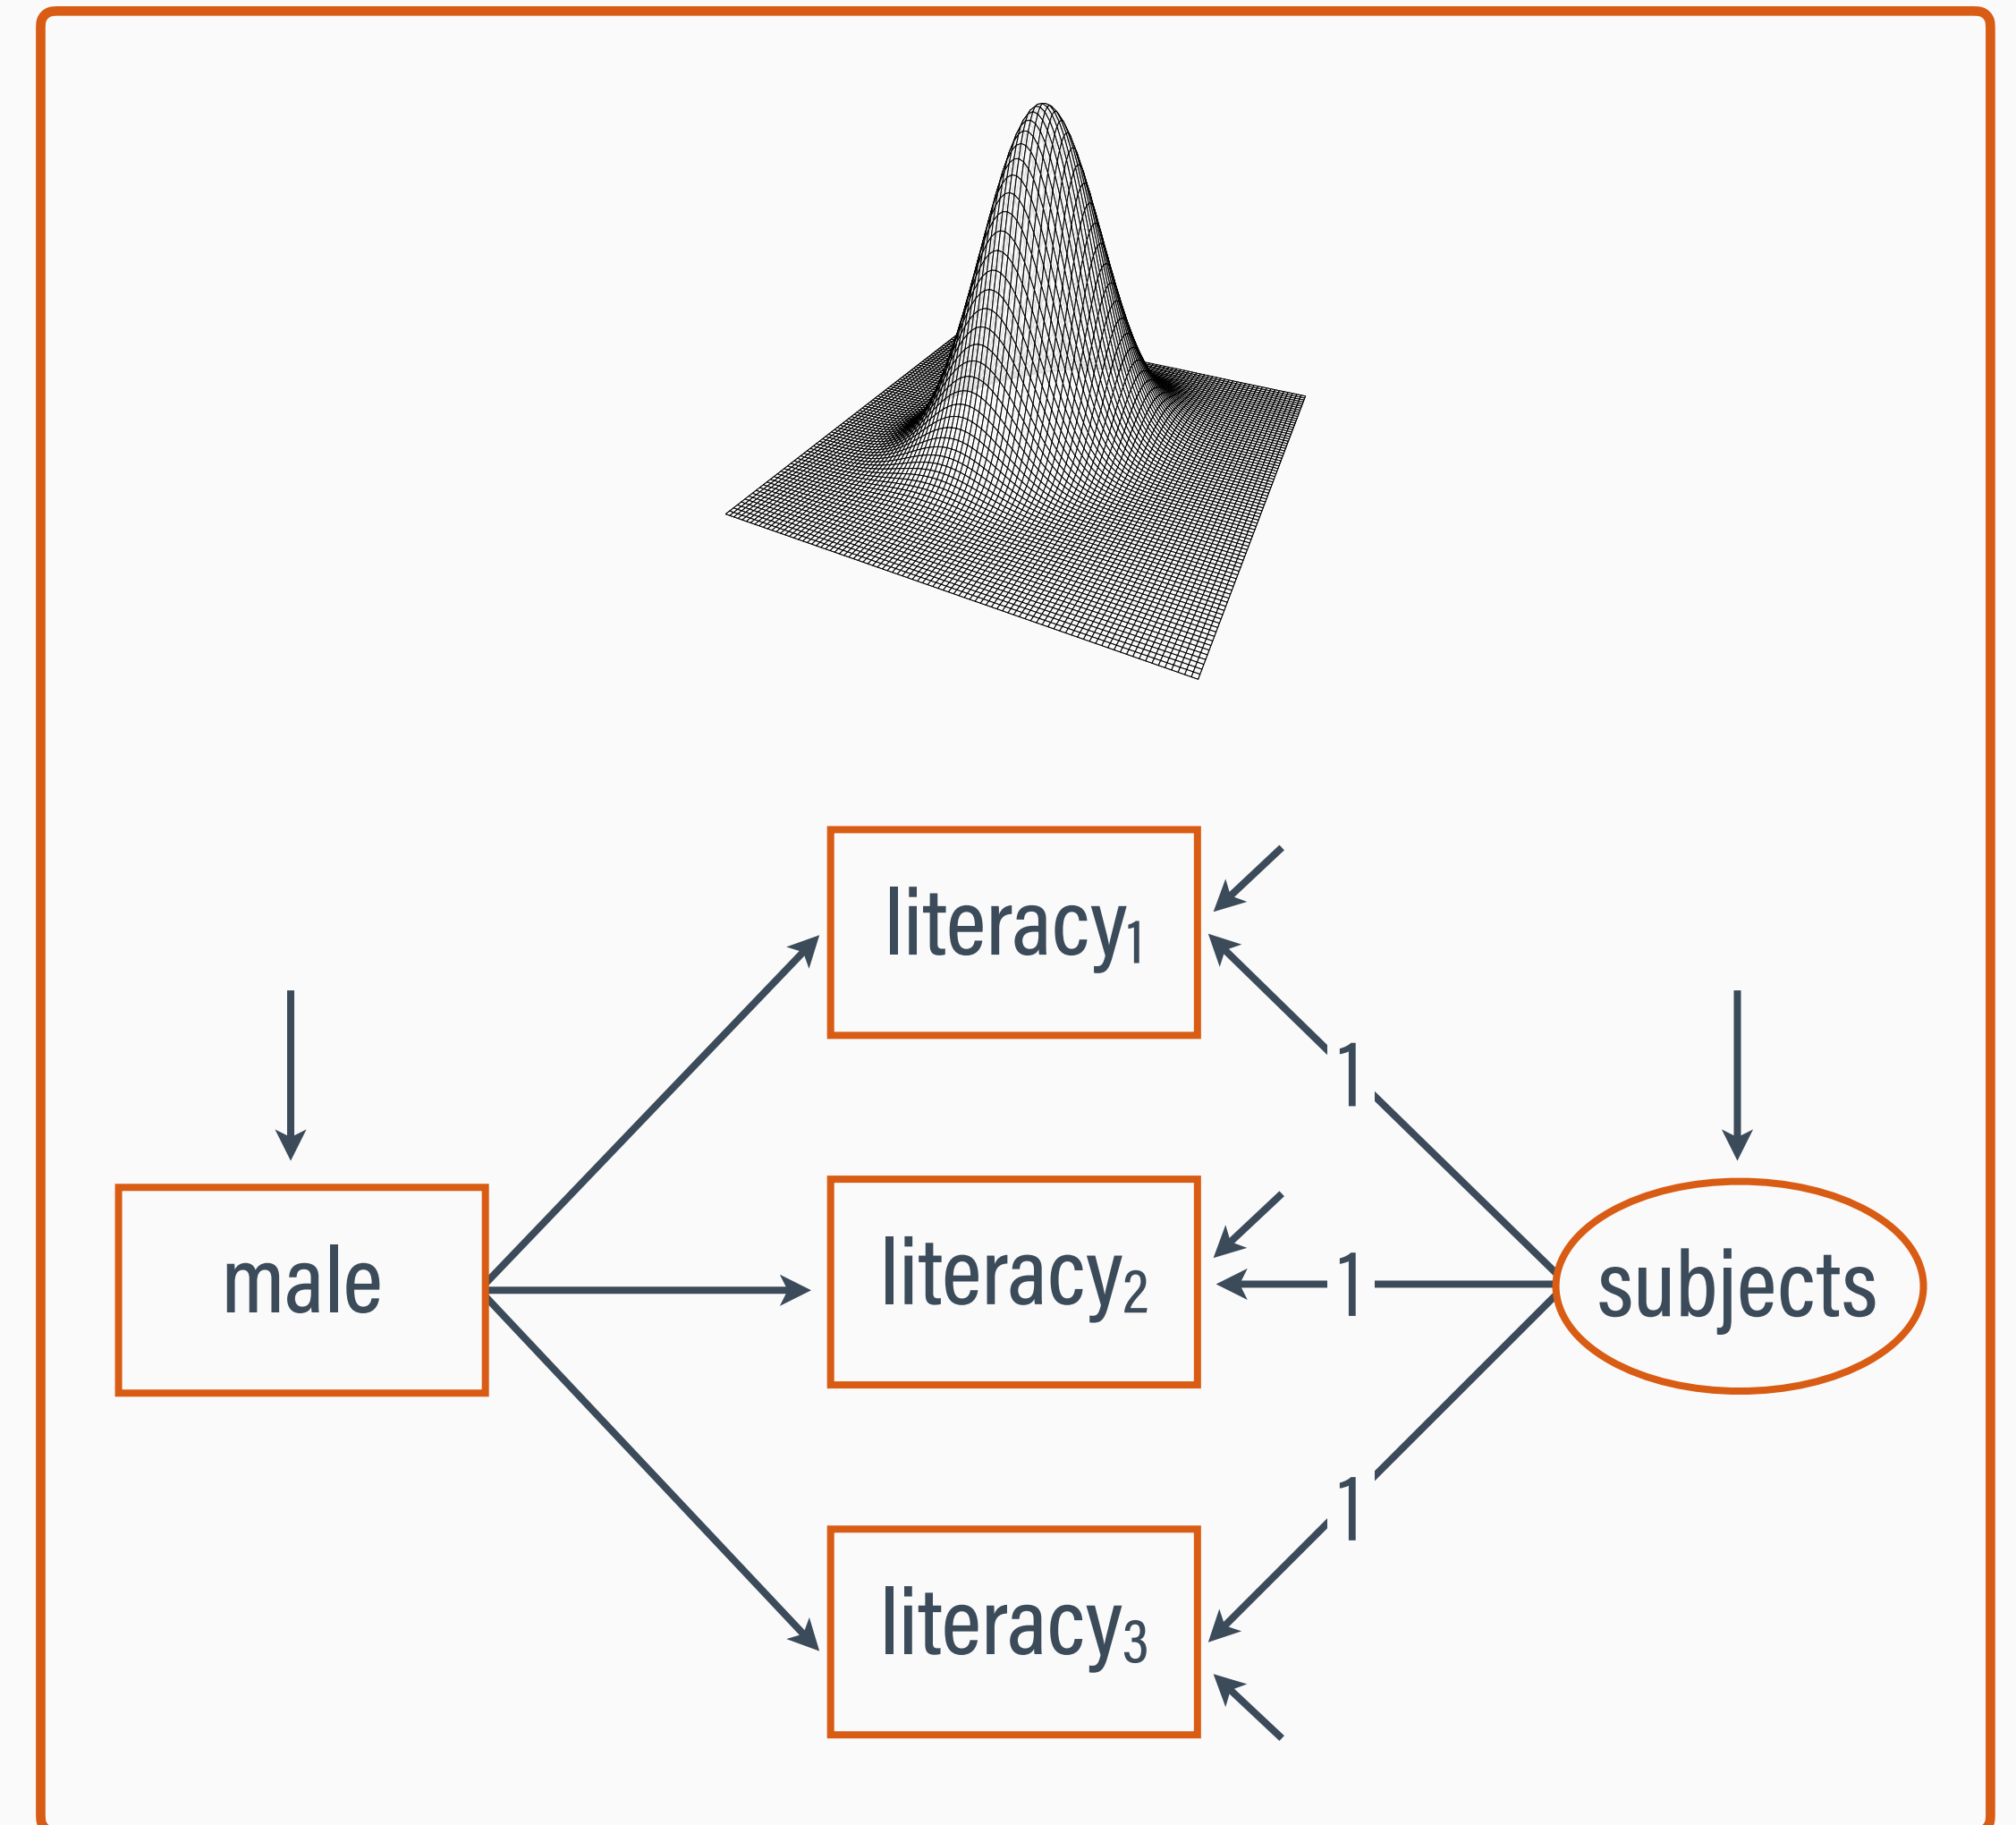 literacy₁
1
male
literacy₂
1
subjects
1
literacy₃